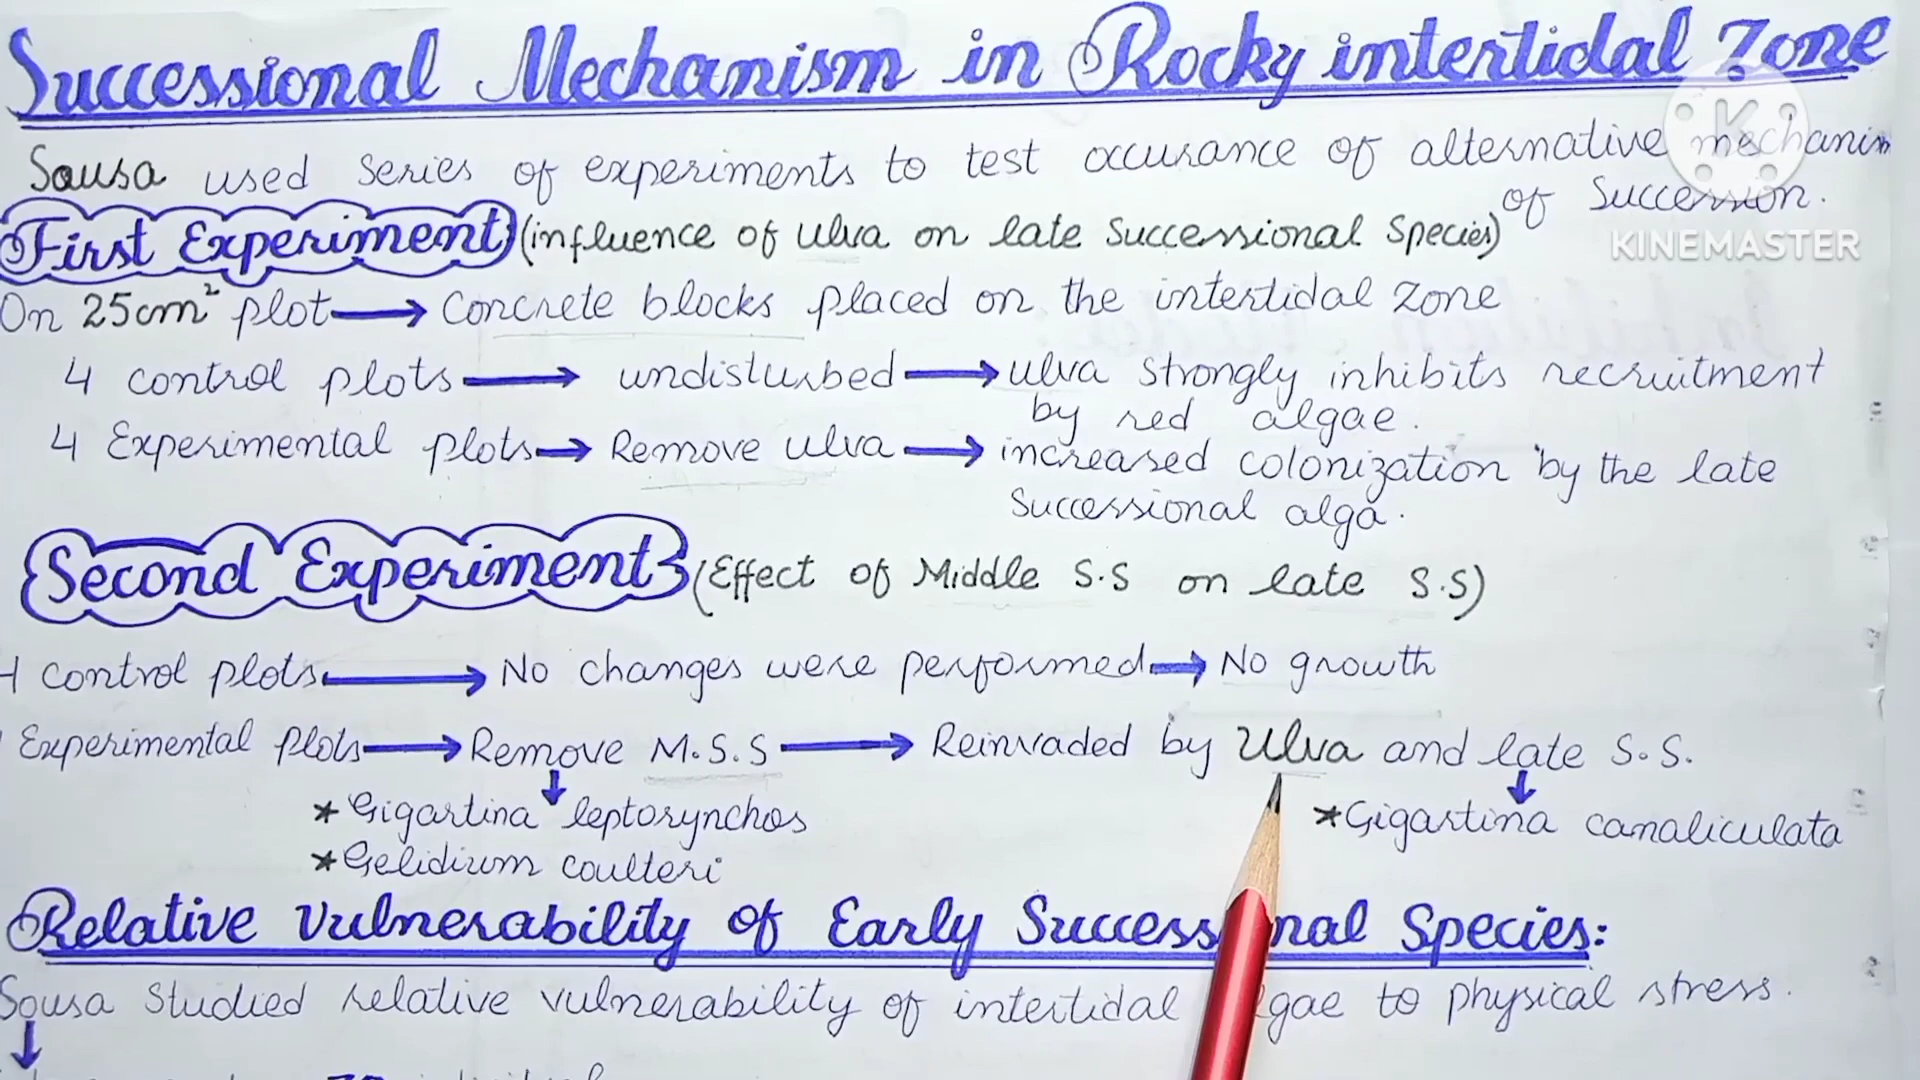 Successional Mechanism in Rocky intertidal Zone
Sousa used series of experiments to test occurance of alternative mechanim
of Succession.
KINEMASTER
First Experiment (influence of ulva on late Successional Species)
On 25cm² plot → Concrete blocks placed on the intertidal zone
4 control plots → undisturbed → ulva strongly inhibits recruitment
by red algae.
4 Experimental plots → Remove ulva → increased colonization by the late
Successional alga.
Second Experiment (Effect of Middle S.S on late S.S)
4 control plots → No changes were performed → No growth
Experimental plots → Remove M.S.S → Reinvaded by Ulva and late S.S.
* Gigartina leptorynchos
* Gigartina canaliculata
* Gelidium coulteri
Relative Vulnerability of Early Species:
Sousa studied relative vulnerability of intertidal to physical stress.